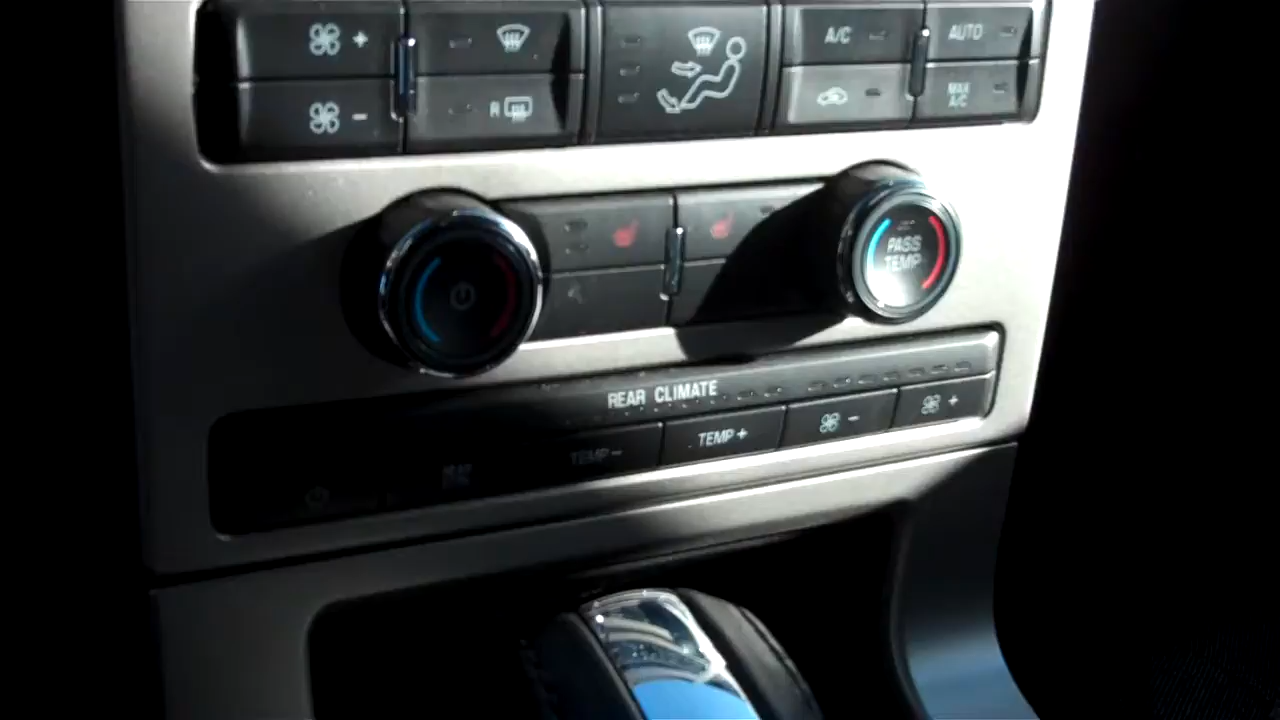 A/C
AUTO
R
MAX
A/C
PASS
TEMP
REAR CLIMATE
TEMP-
TEMP+
-
+